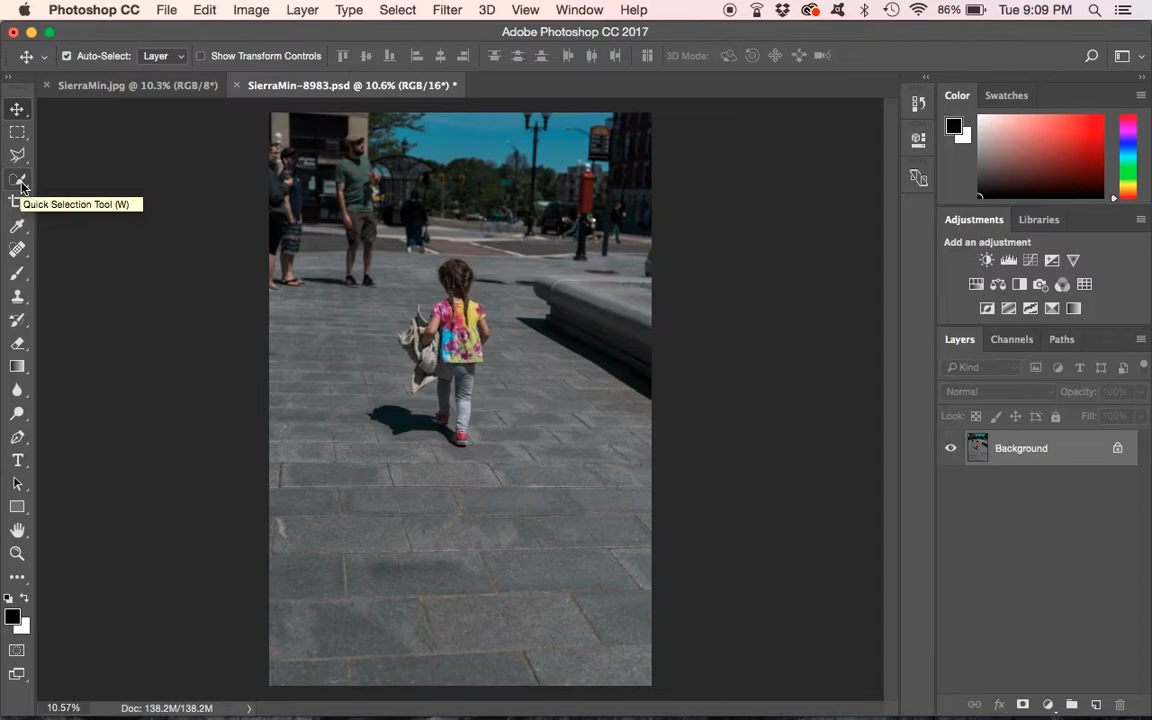 Photoshop CC File Edit Image Layer Type Select Filter 3D View Window Help 86% Tue 9:09 PM
Adobe Photoshop CC 2017
Auto-Select: Layer Show Transform Controls 3D Mode:
SierraMin.jpg @ 10.3% (RGB/8*) SierraMin-8983.psd @ 10.6% (RGB/16*) *
Color Swatches
Quick Selection Tool (W)
Adjustments Libraries
Add an adjustment
Layers Channels Paths
Kind
Normal Opacity: 100%
Lock: Fill: 100%
Background
10.57% Doc: 138.2M/138.2M